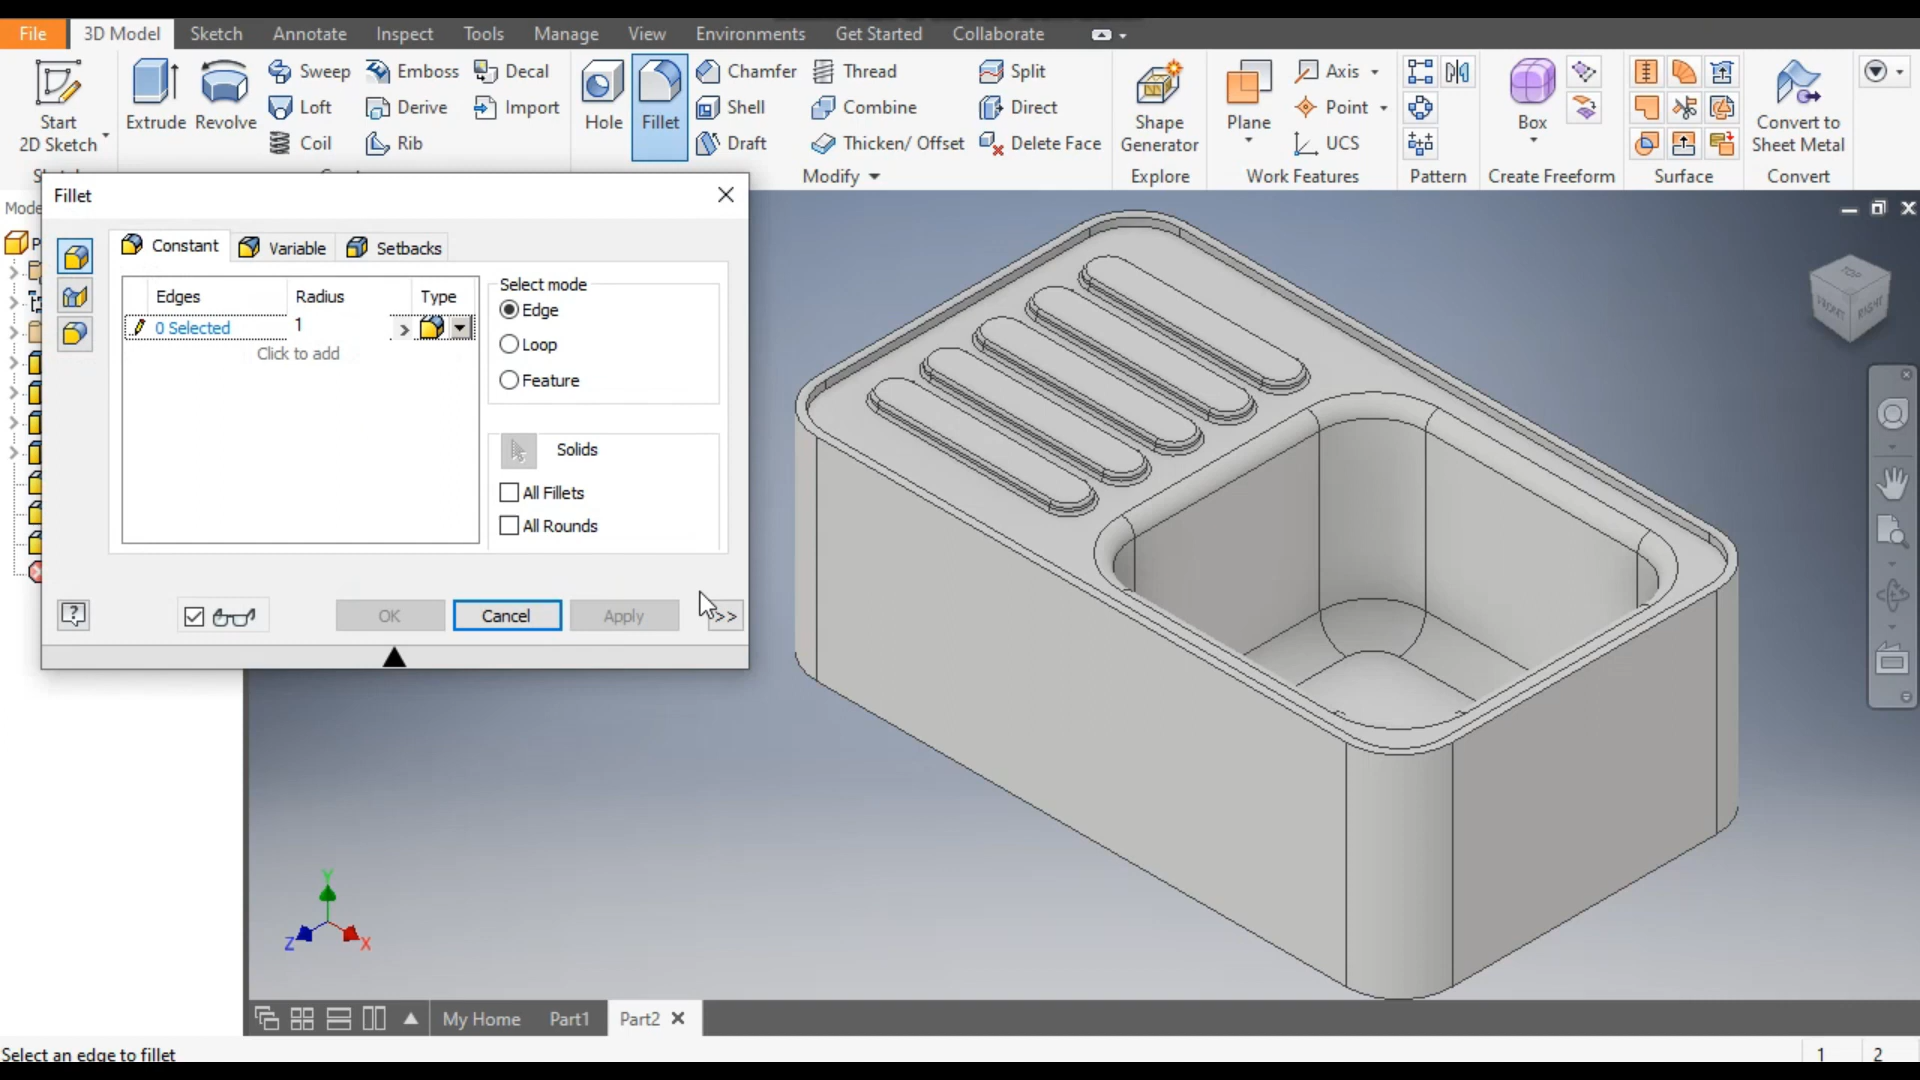 File 3D Model Sketch Annotate Inspect Tools Manage View Environments Get Started Collaborate
Start
2D Sketch
Extrude
Revolve
Sweep
Loft
Coil
Emboss
Derive
Rib
Decal
Import
Hole
Fillet
Chamfer
Shell
Draft
Thread
Combine
Thicken/ Offset
Split
Direct
Delete Face
Modify
Shape
Generator
Explore
Plane
Axis
Point
UCS
Work Features
Pattern
Box
Create Freeform
Surface
Convert to
Sheet Metal
Convert
Mode
Fillet
Constant Variable Setbacks
Edges Radius Type
0 Selected 1
Click to add
Select mode
Edge
Loop
Feature
Solids
All Fillets
All Rounds
OK Cancel Apply >>
TOP
FRONT RIGHT
Y
Z X
My Home Part1 Part2
Select an edge to fillet
1 2